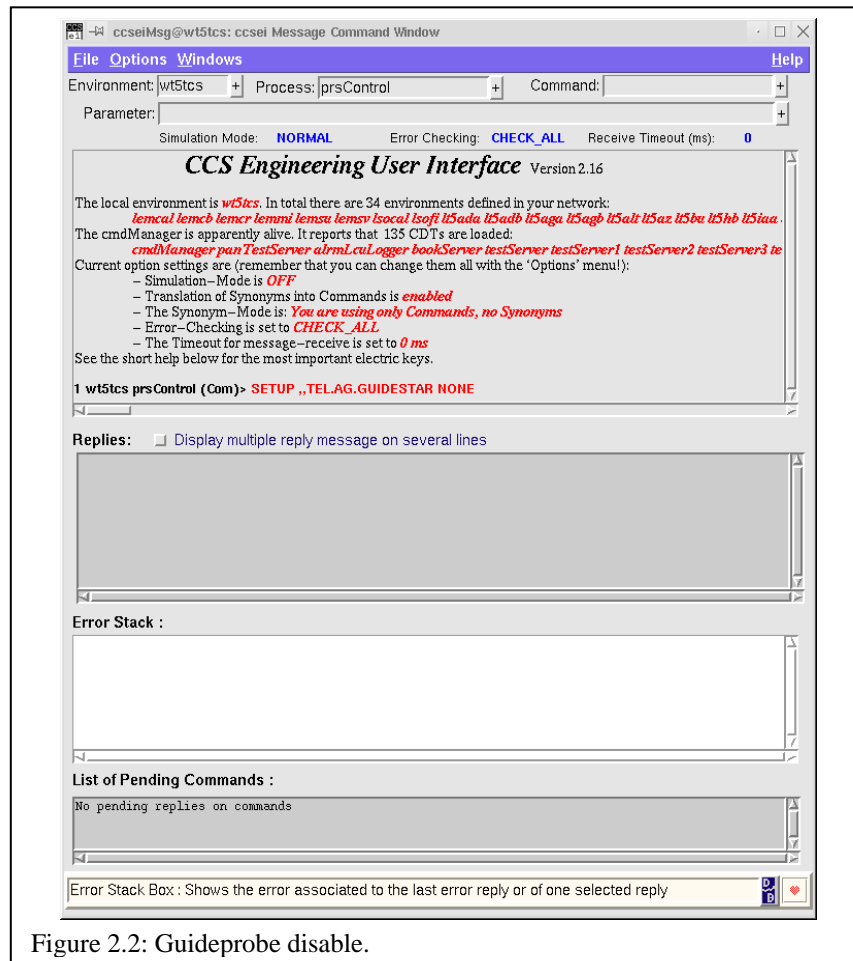 CCS
ei
ccseiMsg@wt5tcs: ccsei Message Command Window
File Options Windows Help
Environment: wt5tcs + Process: prsControl + Command: +
Parameter: +
Simulation Mode: NORMAL Error Checking: CHECK_ALL Receive Timeout (ms): 0
CCS Engineering User Interface Version 2.16
The local environment is wt5tcs. In total there are 34 environments defined in your network:
lemcal lemcb lemcr lemmi lemsu lemsv lsocal lsofi lt5ada lt5adb lt5aga lt5agb lt5alt lt5az lt5bu lt5hb lt5iaa
The cmdManager is apparently alive. It reports that 135 CDTs are loaded:
cmdManager panTestServer alrmLcuLogger bookServer testServer testServer1 testServer2 testServer3 te
Current option settings are (remember that you can change them all with the 'Options' menu!):
– Simulation–Mode is OFF
– Translation of Synonyms into Commands is enabled
– The Synonym–Mode is: You are using only Commands, no Synonyms
– Error–Checking is set to CHECK_ALL
– The Timeout for message–receive is set to 0 ms
See the short help below for the most important electric keys.
1 wt5tcs prsControl (Com)> SETUP ,,TEL.AG.GUIDESTAR NONE
Replies: Display multiple reply message on several lines
Error Stack :
List of Pending Commands :
No pending replies on commands
Error Stack Box : Shows the error associated to the last error reply or of one selected reply
D
B
Figure 2.2: Guideprobe disable.